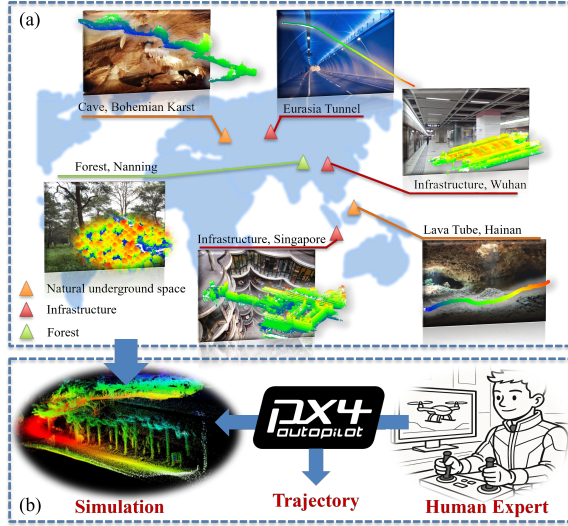 (a)
Cave, Bohemian Karst
Eurasia Tunnel
Forest, Nanning
Infrastructure, Wuhan
Infrastructure, Singapore
Lava Tube, Hainan
Natural underground space
Infrastructure
Forest
px4
autopilot
(b)
Simulation
Trajectory
Human Expert